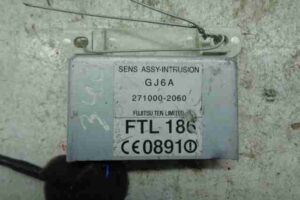 SENS ASSY-INTRUSION
GJ6A
271000-2060
FUJITSU TEN LIMITED
FTL 186
CE0891